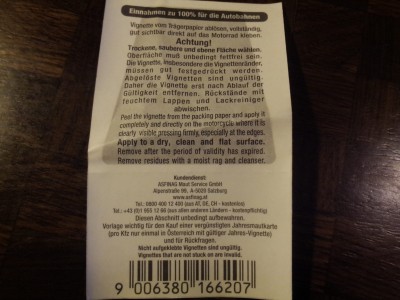 Einnahmen zu 100% für die Autobahnen
Vignette vom Trägerpapier ablösen, vollständig,
gut sichtbar direkt auf das Motorrad kleben.
Achtung!
Trockene, saubere und ebene Fläche wählen.
Oberfläche muß unbedingt fettfrei sein.
Die Vignette, insbesondere die Vignettenränder,
müssen gut festgedrückt werden.
Abgelöste Vignetten sind ungültig.
Daher die Vignette erst nach Ablauf der
Gültigkeit entfernen. Rückstände mit
feuchtem Lappen und Lackreiniger
abwischen.
Peel the vignette from the packing paper and apply it
completely and directly on the motorcycle where it is
clearly visible pressing firmly, especially at the edges.
Apply to a dry, clean and flat surface.
Remove after the period of validity has expired.
Remove residues with a moist rag and cleanser.
Kundendienst:
ASFINAG Maut Service GmbH
Alpenstraße 99, A-5020 Salzburg
www.asfinag.at
Tel.: 0800 400 12 400 (aus AT, DE, CH - kostenlos)
Tel.: +43 (0)1 955 12 66 (aus allen anderen Ländern - kostenpflichtig)
Diesen Abschnitt unbedingt aufbewahren.
Vorlage wichtig für den Kauf einer vergünstigten Jahresmautkarte
(pro Kfz nur einmal in Österreich mit gültiger Jahres-Vignette)
und für Rückfragen.
Nicht aufgeklebte Vignetten sind ungültig.
Vignettes that are not stuck on are invalid.
9 006380 166207